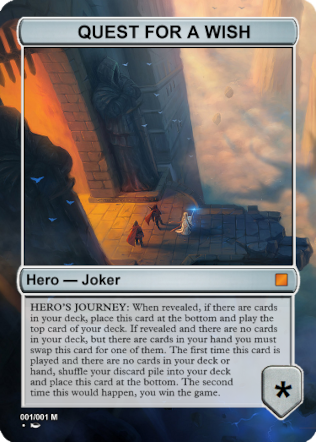 QUEST FOR A WISH
Hero — Joker
HERO'S JOURNEY: When revealed, if there are cards
in your deck, place this card at the bottom and play the
top card of your deck. If revealed and there are no cards
in your deck, but there are cards in your hand you must
swap this card for one of them. The first time this card is
played and there are no cards in your deck or
hand, shuffle your discard pile into your deck
and place this card at the bottom. The second
time this would happen, you win the game.
*
001/001 M